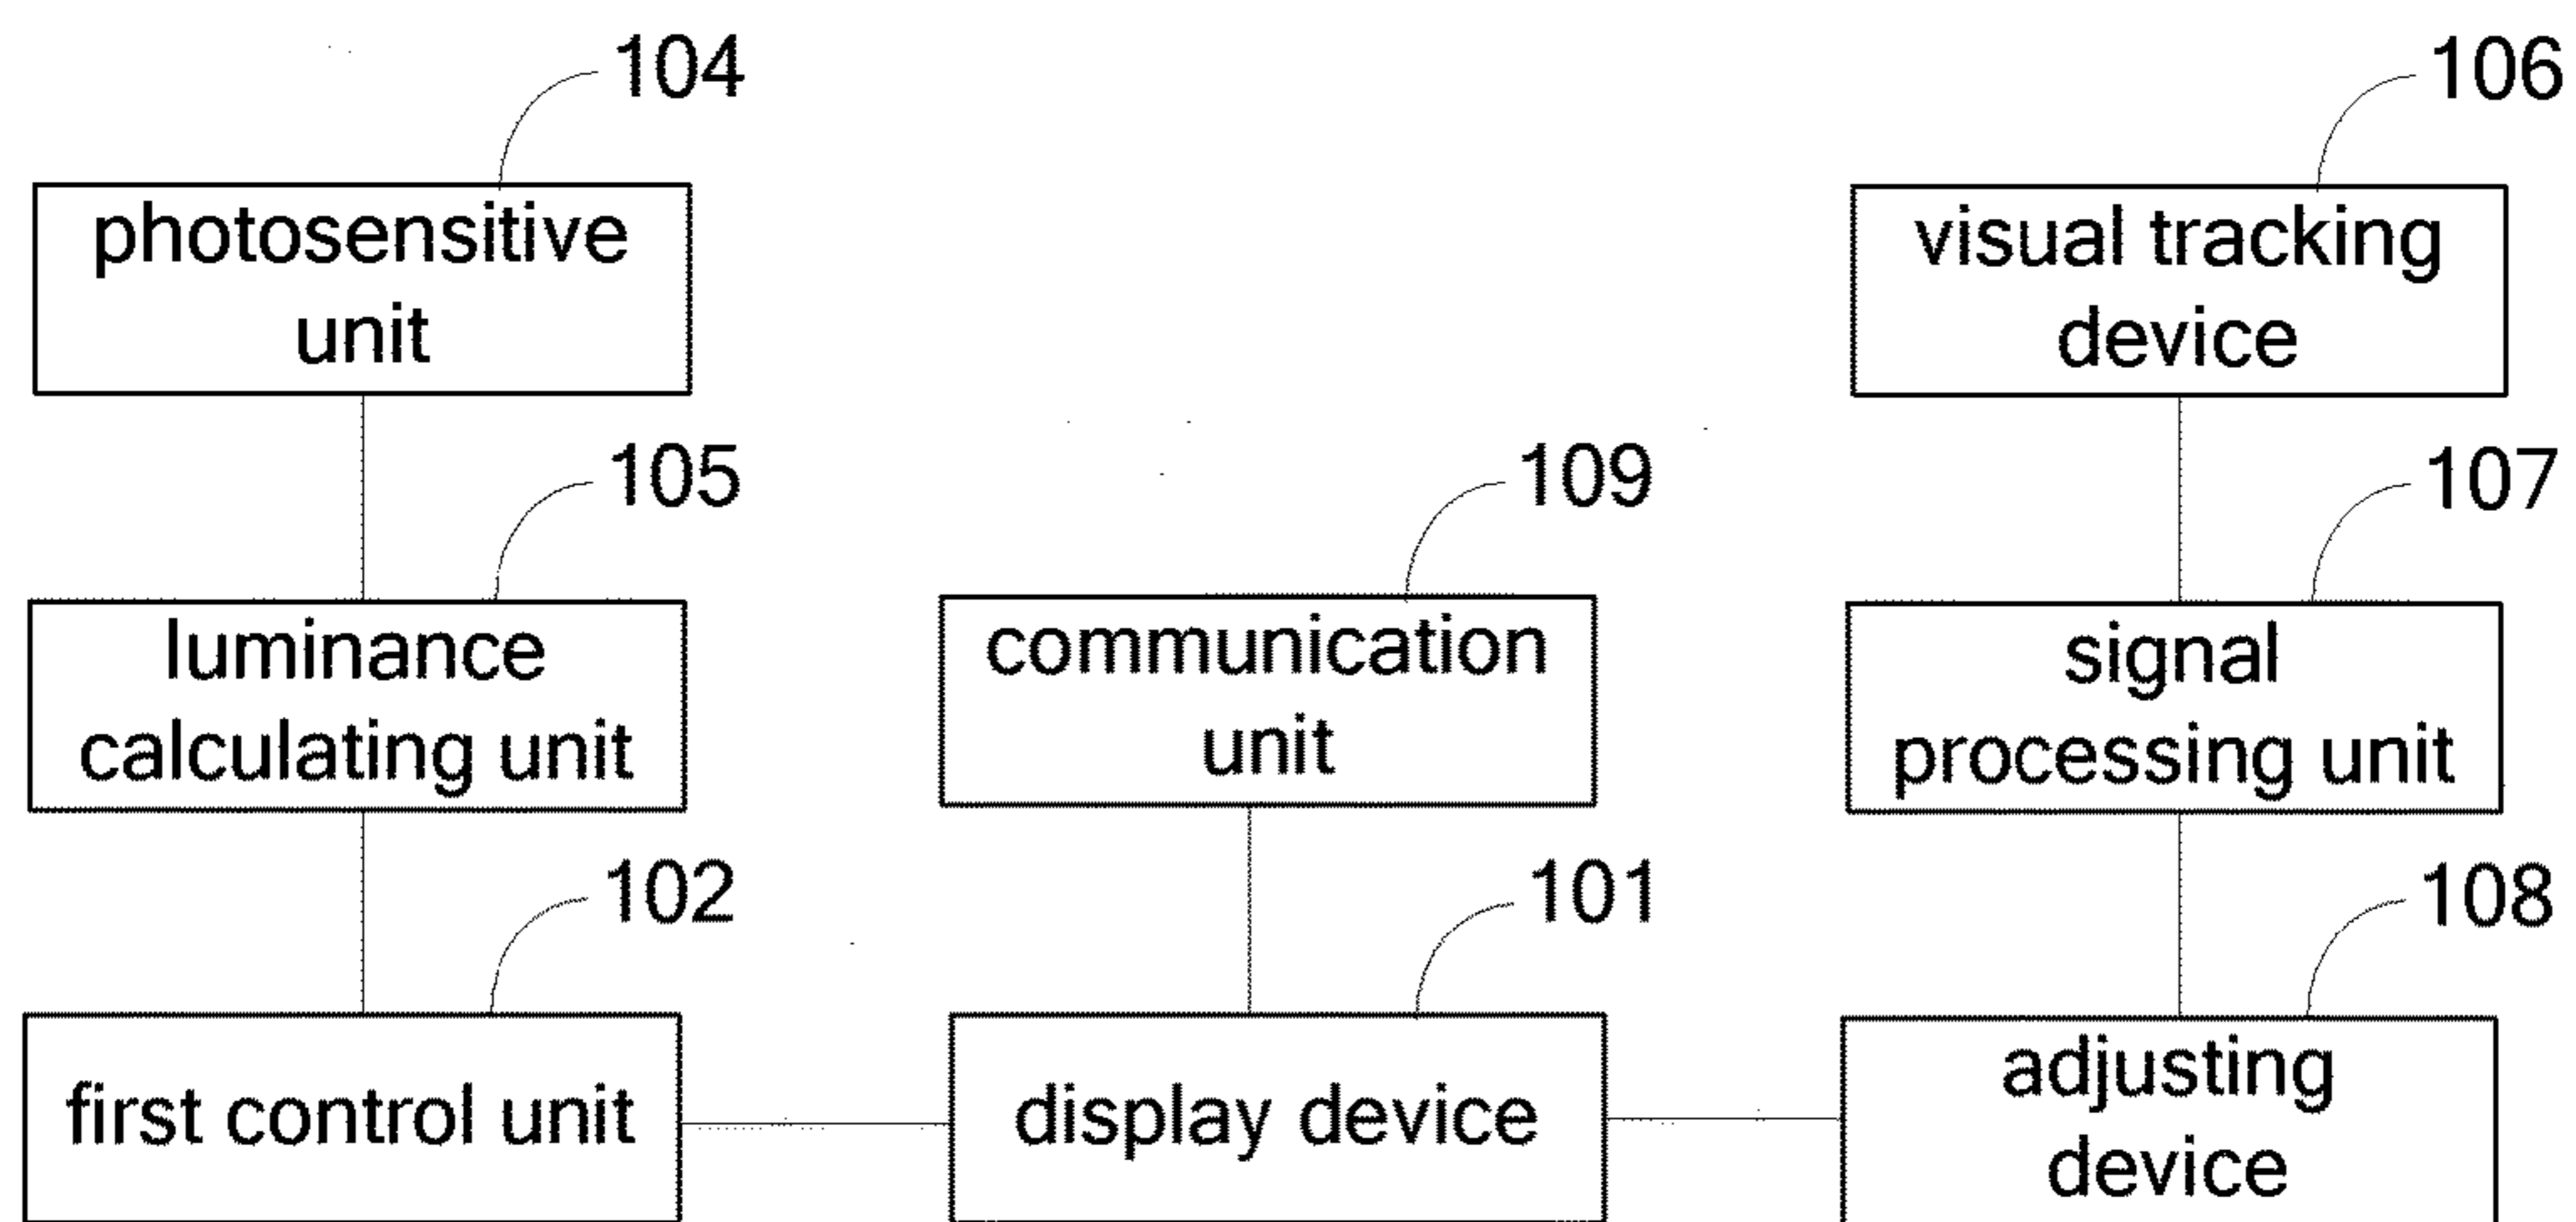 104
106
photosensitive
unit
visual tracking
device
105
109
107
luminance
calculating unit
communication
unit
signal
processing unit
102
101
108
first control unit
display device
adjusting
device